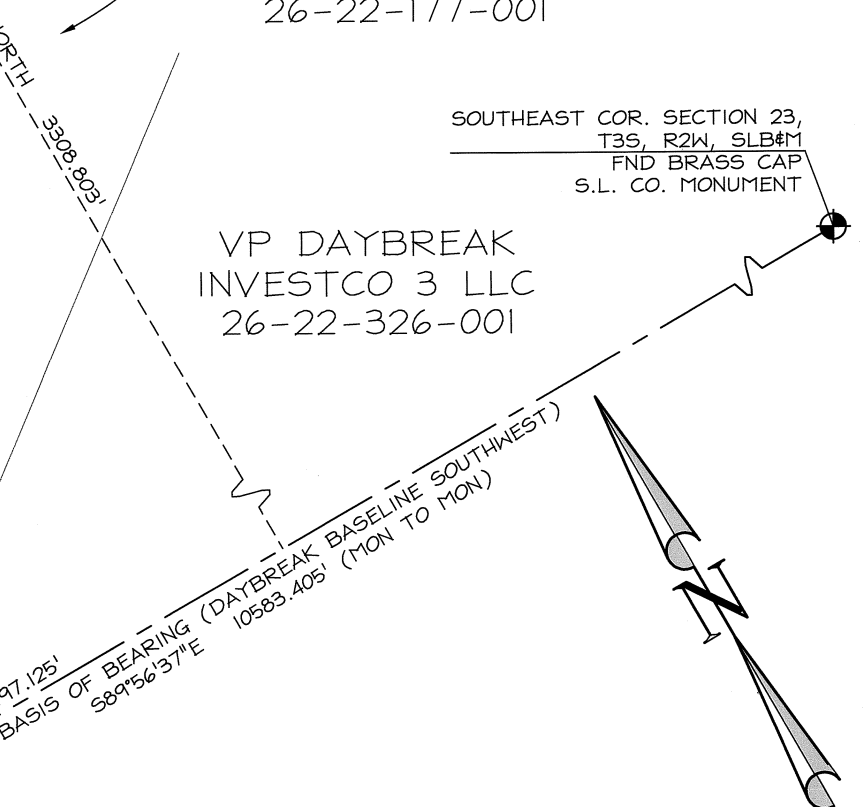 26-22-177-001
3308.803'
SOUTHEAST COR. SECTION 23,
T3S, R2W, SLB&M
FND BRASS CAP
S.L. CO. MONUMENT
VP DAYBREAK
INVESTCO 3 LLC
26-22-326-001
97.125'
BASIS OF BEARING (DAYBREAK BASELINE SOUTHWEST)
S89°56'37"E 10583.405' (MON TO MON)
N